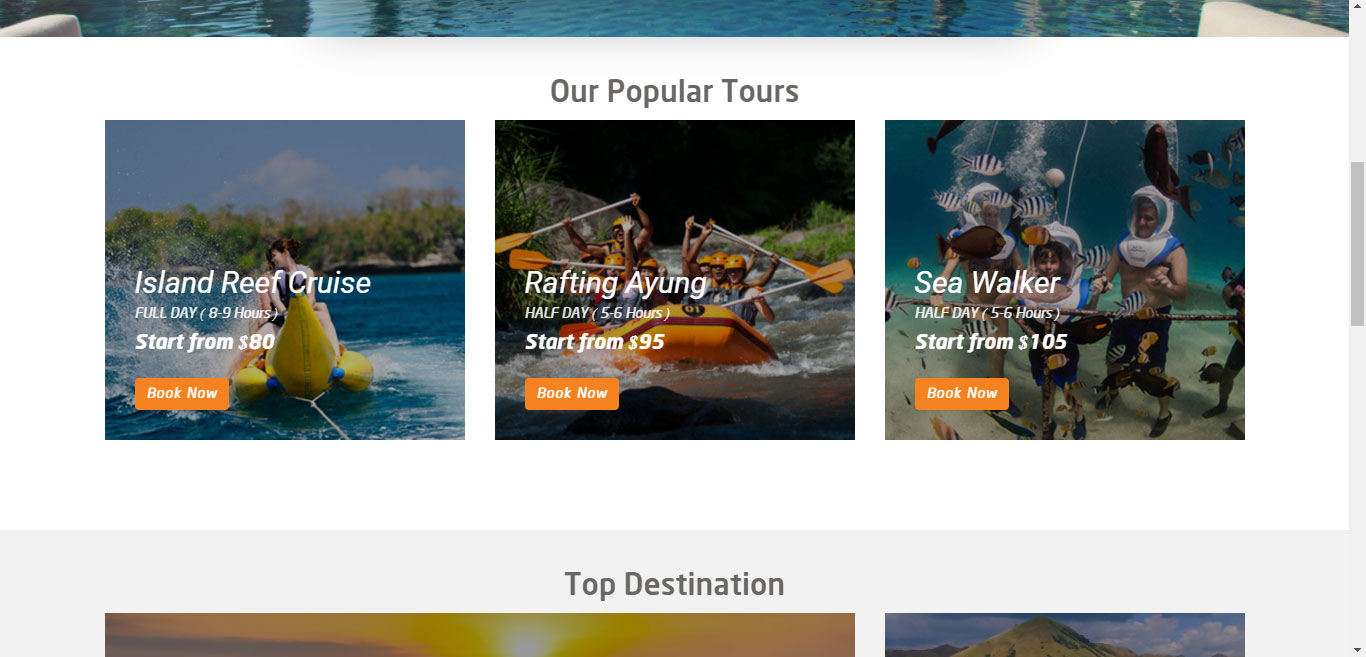 Our Popular Tours
Island Reef Cruise
FULL DAY ( 8-9 Hours )
Start from $80
Book Now
Rafting Ayung
HALF DAY ( 5-6 Hours )
Start from $95
Book Now
01
Sea Walker
HALF DAY ( 5-6 Hours )
Start from $105
Book Now
Top Destination